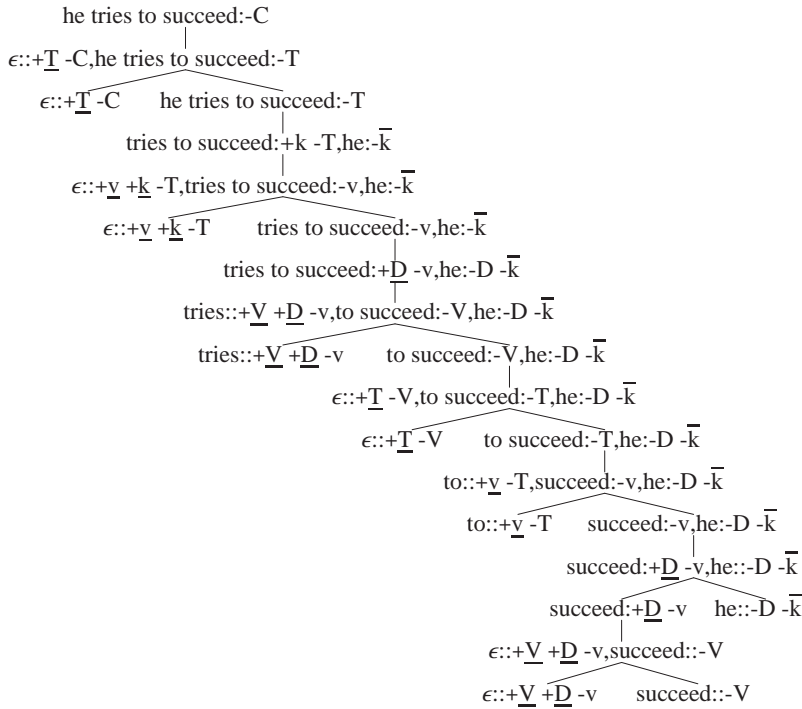 he tries to succeed:-C
ϵ::+T -C,he tries to succeed:-T
ϵ::+T -C he tries to succeed:-T
tries to succeed:+k -T,he:-k̅
ϵ::+v +k -T,tries to succeed:-v,he:-k̅
ϵ::+v +k -T tries to succeed:-v,he:-k̅
tries to succeed:+D -v,he:-D -k̅
tries::+V +D -v,to succeed:-V,he:-D -k̅
tries::+V +D -v to succeed:-V,he:-D -k̅
ϵ::+T -V,to succeed:-T,he:-D -k̅
ϵ::+T -V to succeed:-T,he:-D -k̅
to::+v -T,succeed:-v,he:-D -k̅
to::+v -T succeed:-v,he:-D -k̅
succeed:+D -v,he::-D -k̅
succeed:+D -v he::-D -k̅
ϵ::+V +D -v,succeed::-V
ϵ::+V +D -v succeed::-V